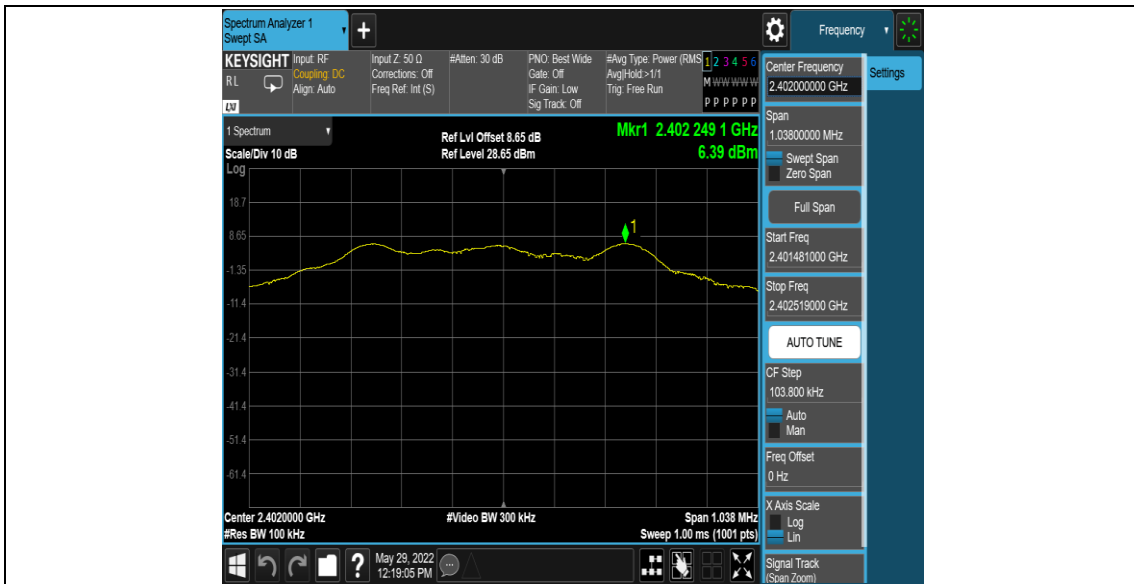 Spectrum Analyzer 1
Swept SA
+
Frequency
KEYSIGHT
RL
LXI
Input: RF
Coupling: DC
Align: Auto
Input Z: 50 Ω
Corrections: Off
Freq Ref: Int (S)
#Atten: 30 dB
PNO: Best Wide
Gate: Off
IF Gain: Low
Sig Track: Off
#Avg Type: Power (RMS
Avg|Hold:>1/1
Trig: Free Run
1 2 3 4 5 6
M W W W W W
P P P P P P
1 Spectrum
Scale/Div 10 dB
Ref Lvl Offset 8.65 dB
Ref Level 28.65 dBm
Mkr1 2.402 249 1 GHz
6.39 dBm
Log
18.7
8.65
-1.35
-11.4
-21.4
-31.4
-41.4
-51.4
-61.4
1
Center 2.4020000 GHz
#Res BW 100 kHz
#Video BW 300 kHz
Span 1.038 MHz
Sweep 1.00 ms (1001 pts)
Center Frequency
2.402000000 GHz
Settings
Span
1.03800000 MHz
Swept Span
Zero Span
Full Span
Start Freq
2.401481000 GHz
Stop Freq
2.402519000 GHz
AUTO TUNE
CF Step
103.800 kHz
Auto
Man
Freq Offset
0 Hz
X Axis Scale
Log
Lin
Signal Track
(Span Zoom)
?
May 29, 2022
12:19:05 PM